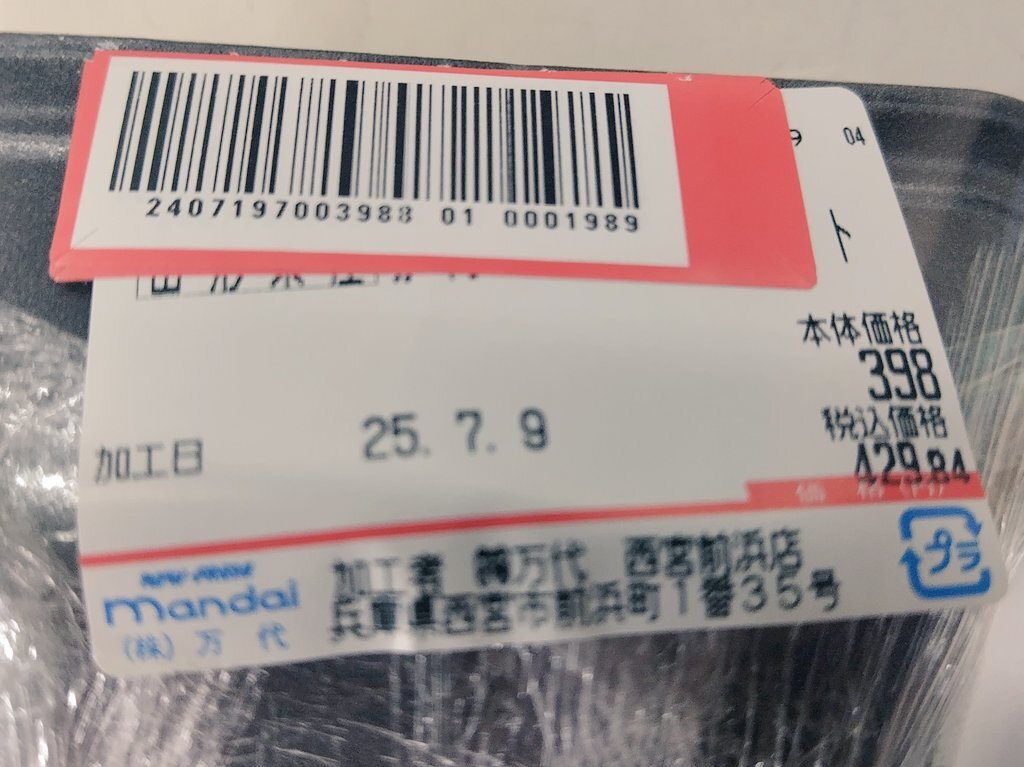 2407197003988 01 0001989
9 04
ト
本体価格
398
税込価格
429.84
加工日 25. 7. 9
mandai
(株) 万代
加工者 ㈱万代 西宮前浜店
兵庫県西宮市前浜町1番35号
プラ